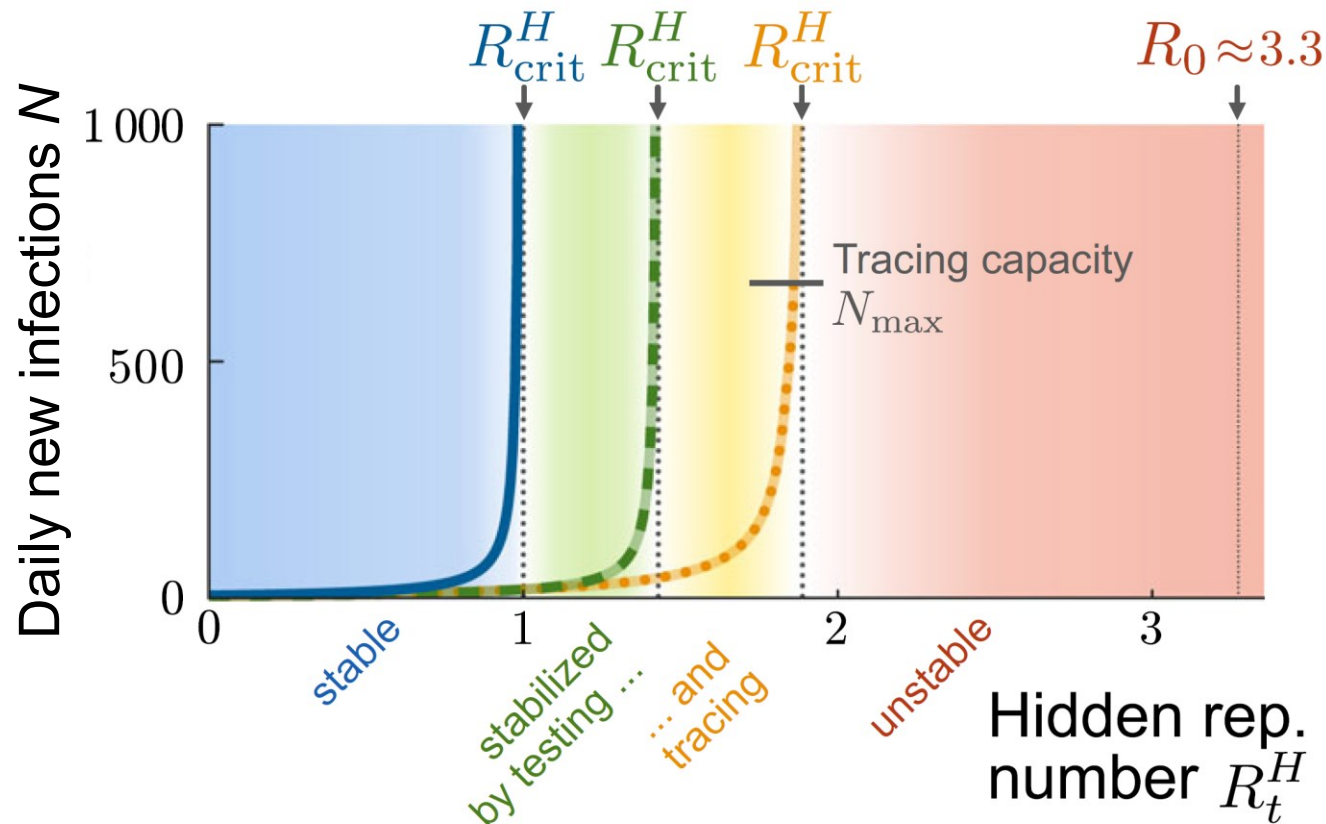 R^H_crit R^H_crit R^H_crit R_0 ≈3.3
Daily new infections N
1 000
500
0
Tracing capacity
N_max
0 1 2 3
stable
stabilized
by testing ...
... and
tracing
unstable
Hidden rep.
number R^H_t